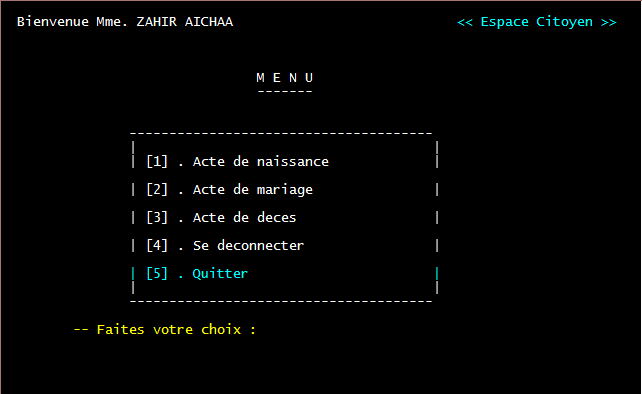 Bienvenue Mme. ZAHIR AICHAA << Espace Citoyen >>
M E N U
-------
--------------------------------------
| [1] . Acte de naissance |
| [2] . Acte de mariage |
| [3] . Acte de deces |
| [4] . Se deconnecter |
| [5] . Quitter |
--------------------------------------
-- Faites votre choix :